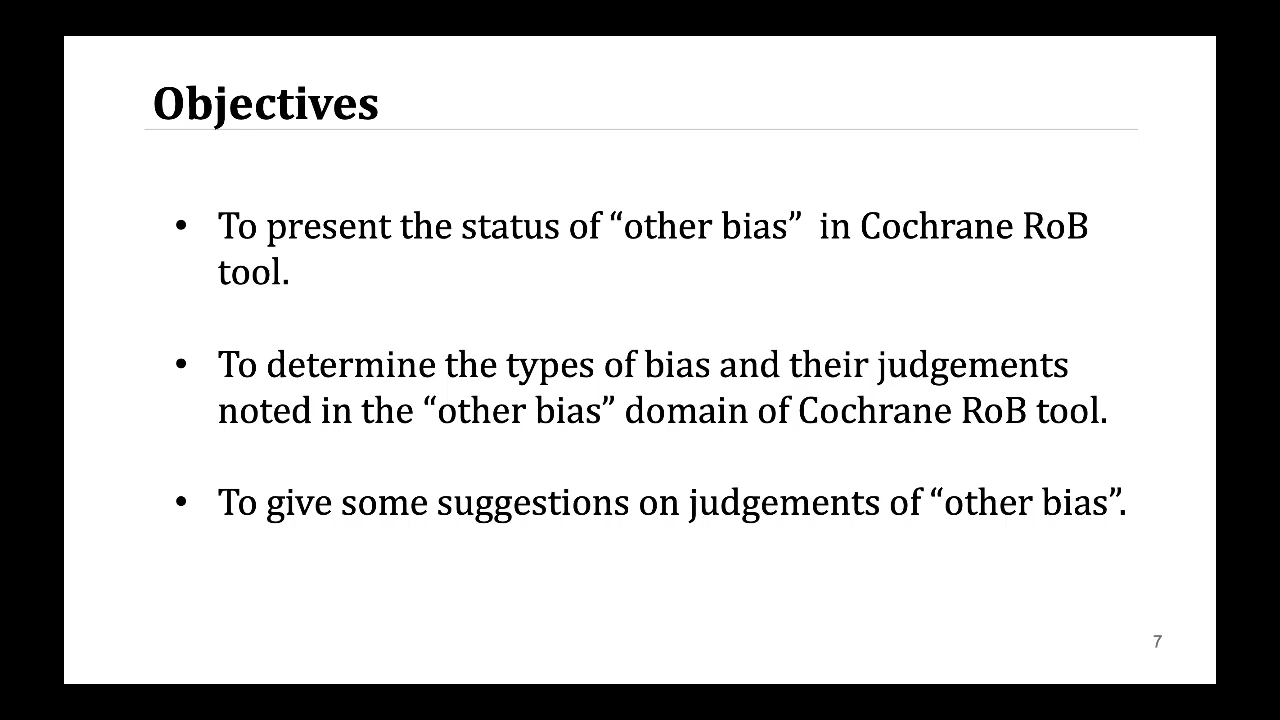 Objectives
• To present the status of “other bias”  in Cochrane RoB
tool.
• To determine the types of bias and their judgements
noted in the “other bias” domain of Cochrane RoB tool.
• To give some suggestions on judgements of “other bias”.
7